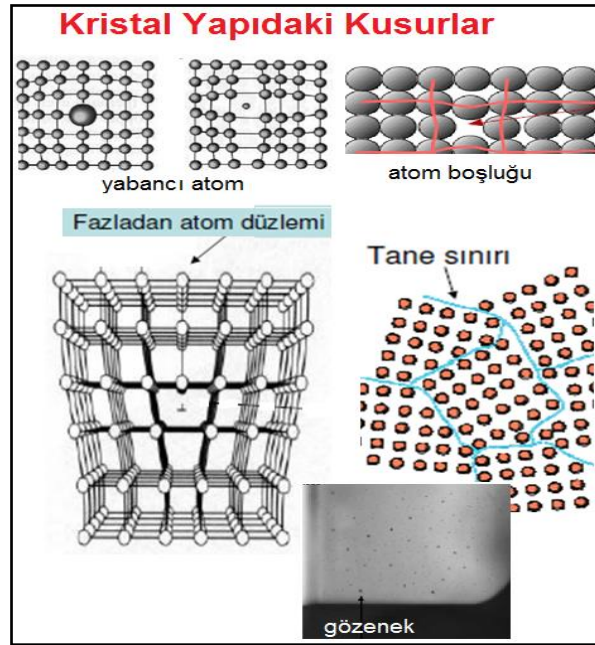 Kristal Yapıdaki Kusurlar
yabancı atom
atom boşluğu
Fazladan atom düzlemi
Tane sınırı
gözenek